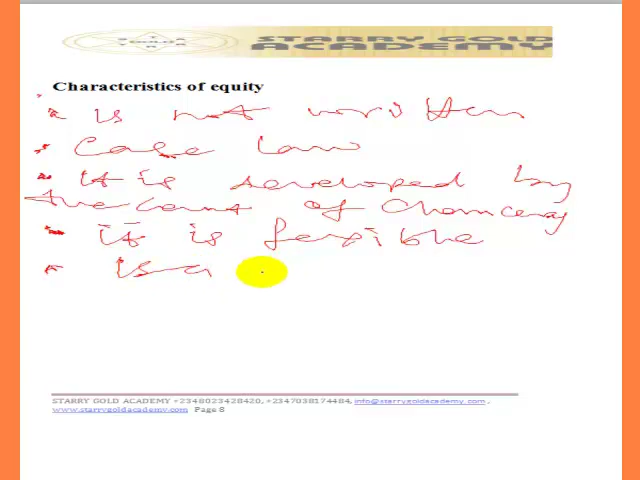 STARRY GOLD
ACADEMY
Characteristics of equity
is not written
Case law
it is developed by
the Court of Chancery
it is flexible
is a
STARRY GOLD ACADEMY +2348023428420, +2347038174484, info@starrygoldacademy.com ,
www.starrygoldacademy.com Page 8